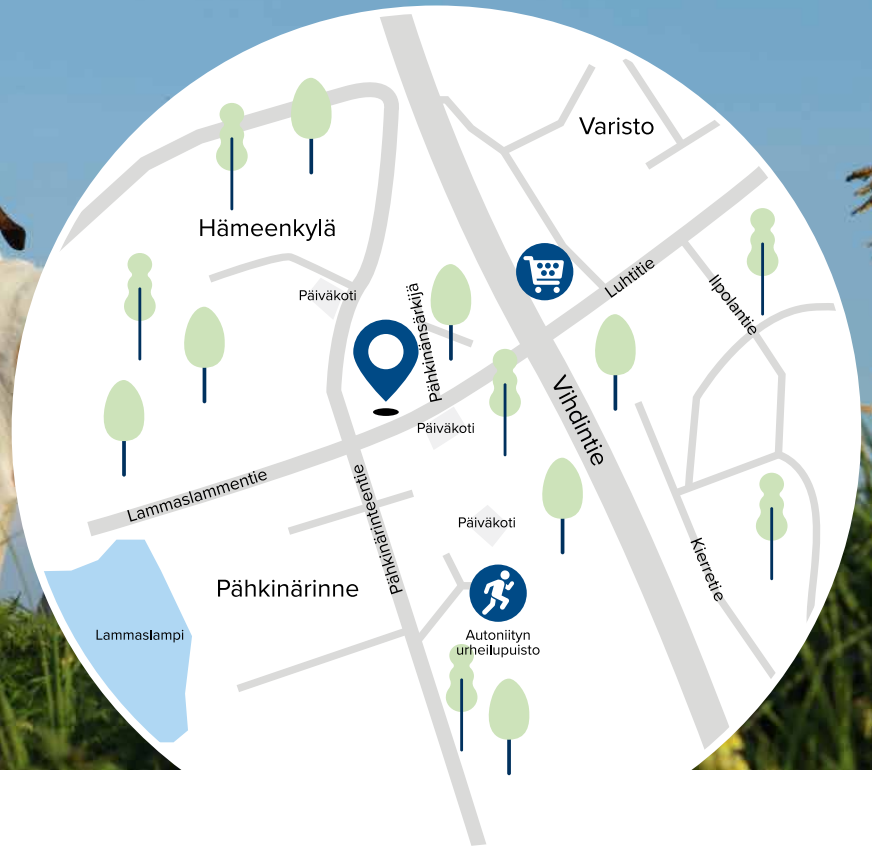 Varisto
Hämeenkylä
Luhtitie
Ilpolantie
Päiväkoti
Pähkinänsärkijä
Vihdintie
Päiväkoti
Lammaslammentie
Pähkinärinteentie
Päiväkoti
Kierretie
Pähkinärinne
Lammaslampi
Autoniityn
urheilupuisto